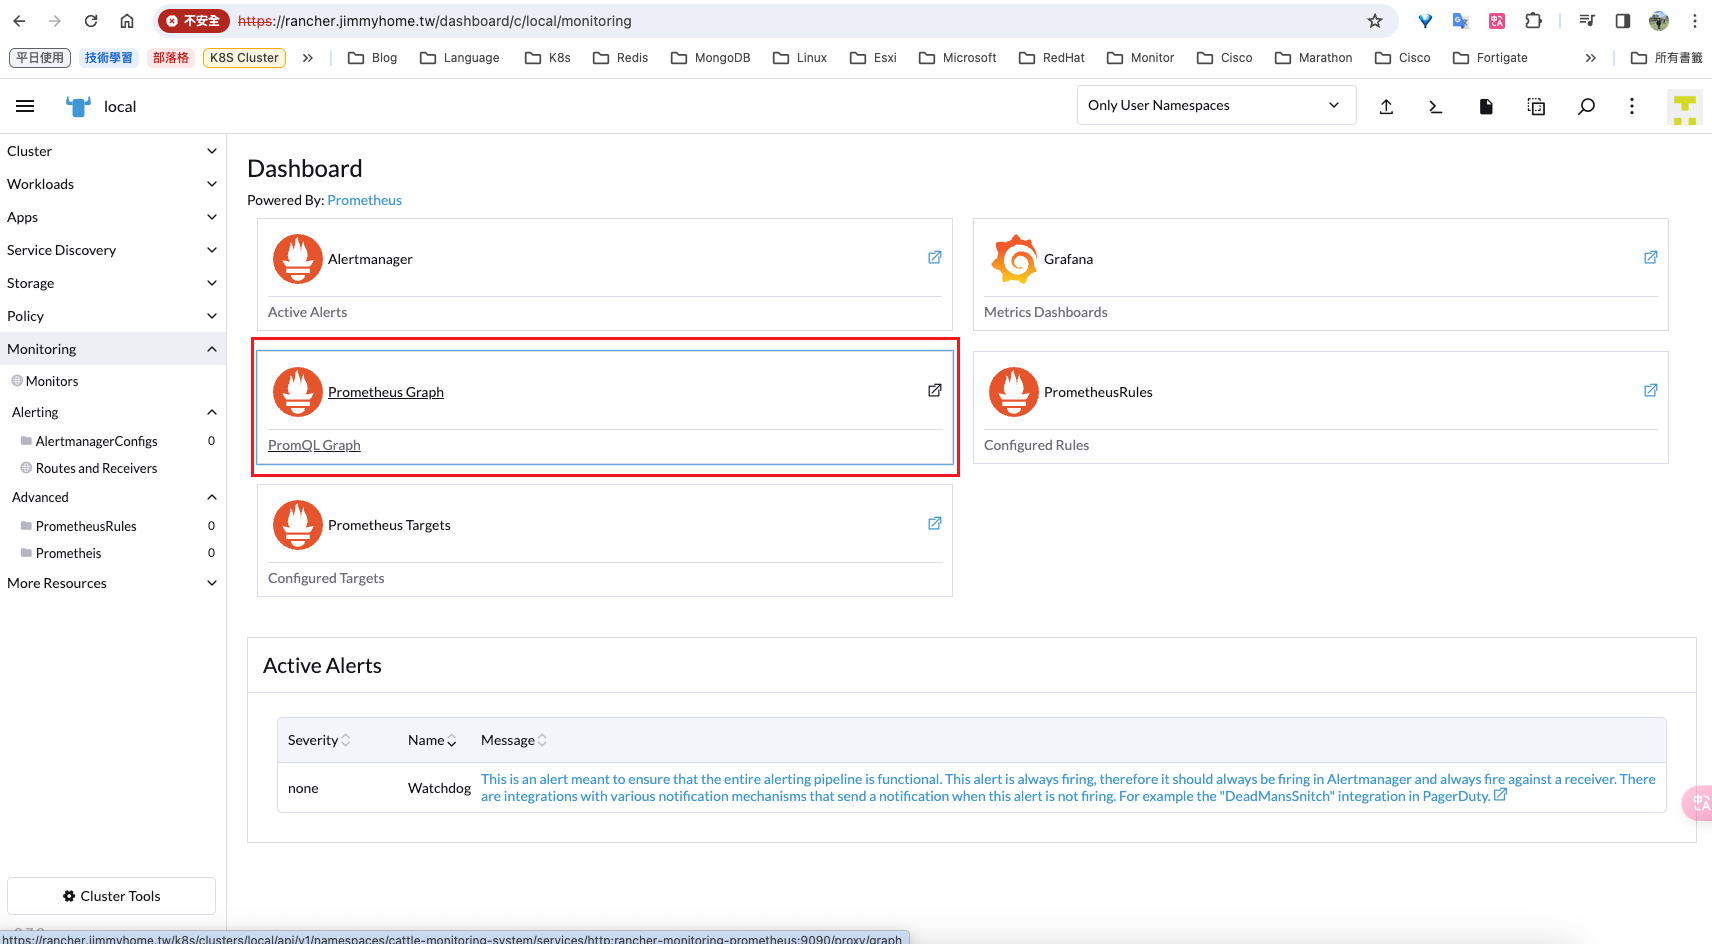 不安全 https://rancher.jimmyhome.tw/dashboard/c/local/monitoring
平日使用 技術學習 部落格 K8S Cluster Blog Language K8s Redis MongoDB Linux Esxi Microsoft RedHat Monitor Cisco Marathon Cisco Fortigate 所有書籤
local Only User Namespaces
Cluster
Workloads
Apps
Service Discovery
Storage
Policy
Monitoring
Monitors
Alerting
AlertmanagerConfigs 0
Routes and Receivers
Advanced
PrometheusRules 0
Prometheis 0
More Resources
Cluster Tools
Dashboard
Powered By: Prometheus
Alertmanager
Active Alerts
Grafana
Metrics Dashboards
Prometheus Graph
PromQL Graph
PrometheusRules
Configured Rules
Prometheus Targets
Configured Targets
Active Alerts
Severity Name Message
none Watchdog This is an alert meant to ensure that the entire alerting pipeline is functional. This alert is always firing, therefore it should always be firing in Alertmanager and always fire against a receiver. There
are integrations with various notification mechanisms that send a notification when this alert is not firing. For example the "DeadMansSnitch" integration in PagerDuty.
中A
https://rancher.jimmyhome.tw/k8s/clusters/local/api/v1/namespaces/cattle-monitoring-system/services/http:rancher-monitoring-prometheus:9090/proxy/graph